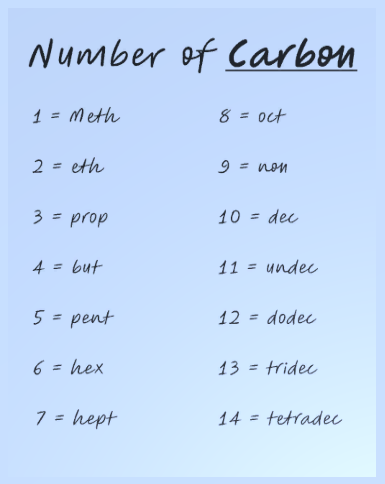 Number of Carbon
1 = Meth
2 = eth
3 = prop
4 = but
5 = pent
6 = hex
7 = hept
8 = oct
9 = non
10 = dec
11 = undec
12 = dodec
13 = tridec
14 = tetradec